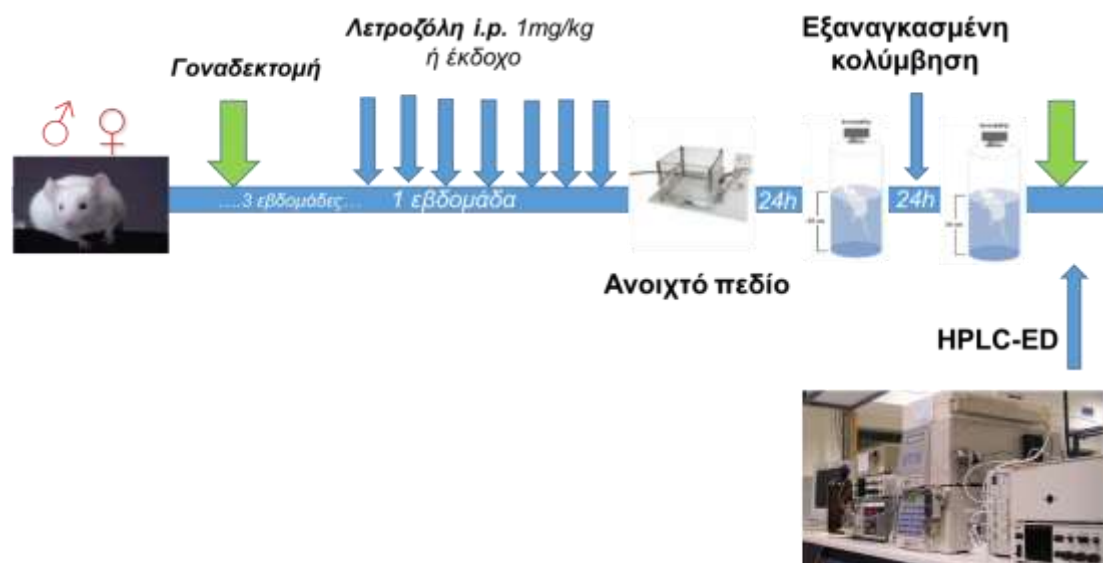 Λετροζόλη i.p. 1mg/kg
ή έκδοχο
Γοναδεκτομή
Εξαναγκασμένη
κολύμβηση
....3 εβδομάδες...
1 εβδομάδα
24h
24h
Ανοιχτό πεδίο
HPLC-ED